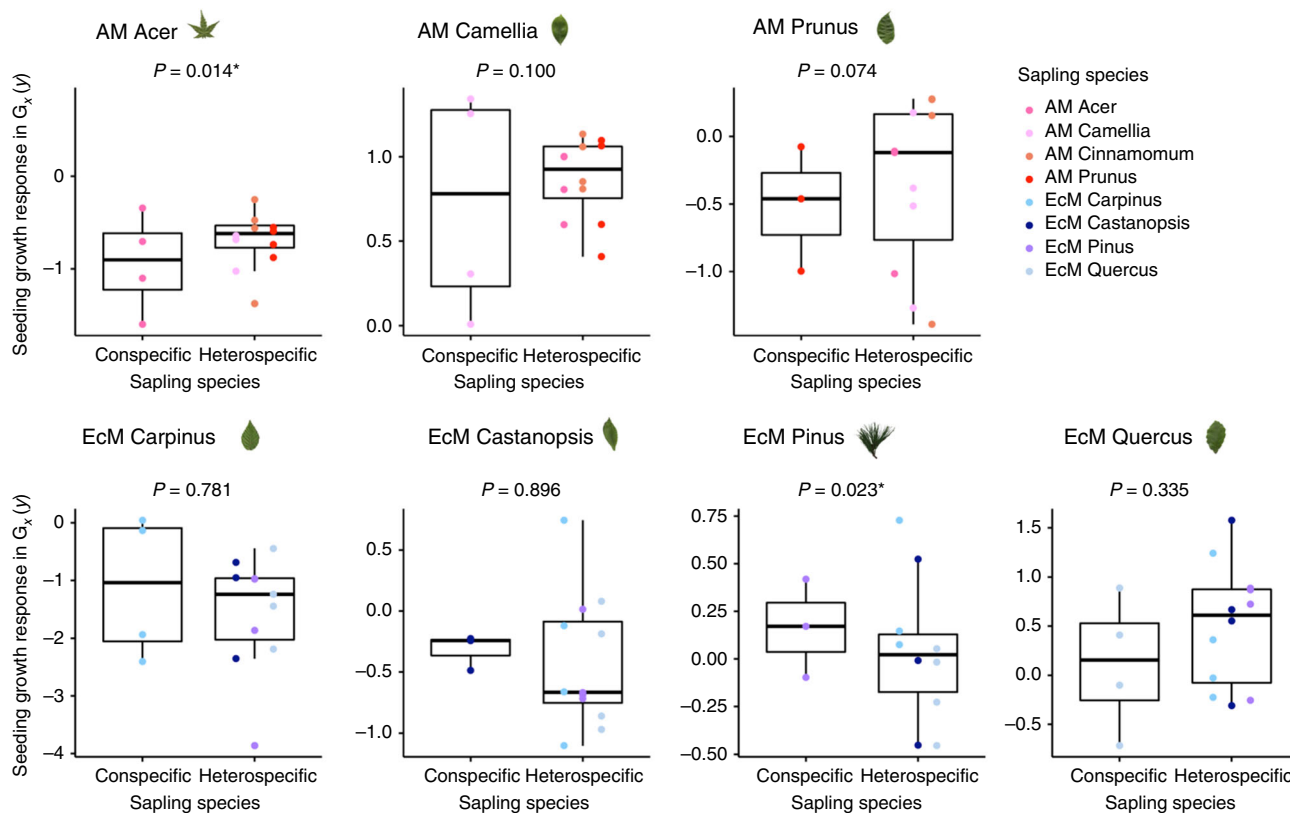 AM Acer
AM Camellia
AM Prunus
P = 0.014*
P = 0.100
P = 0.074
Seeding growth response in Gx (y)
0
−1
Conspecific Heterospecific
Sapling species
1.0
0.5
0.0
Conspecific Heterospecific
Sapling species
0.0
−0.5
−1.0
Conspecific Heterospecific
Sapling species
Sapling species
AM Acer
AM Camellia
AM Cinnamomum
AM Prunus
EcM Carpinus
EcM Castanopsis
EcM Pinus
EcM Quercus
EcM Carpinus
EcM Castanopsis
EcM Pinus
EcM Quercus
P = 0.781
P = 0.896
P = 0.023*
P = 0.335
Seeding growth response in Gx (y)
0
−1
−2
−3
−4
Conspecific Heterospecific
Sapling species
0.5
0.0
−0.5
−1.0
Conspecific Heterospecific
Sapling species
0.75
0.50
0.25
0.00
−0.25
−0.50
Conspecific Heterospecific
Sapling species
1.5
1.0
0.5
0.0
−0.5
Conspecific Heterospecific
Sapling species